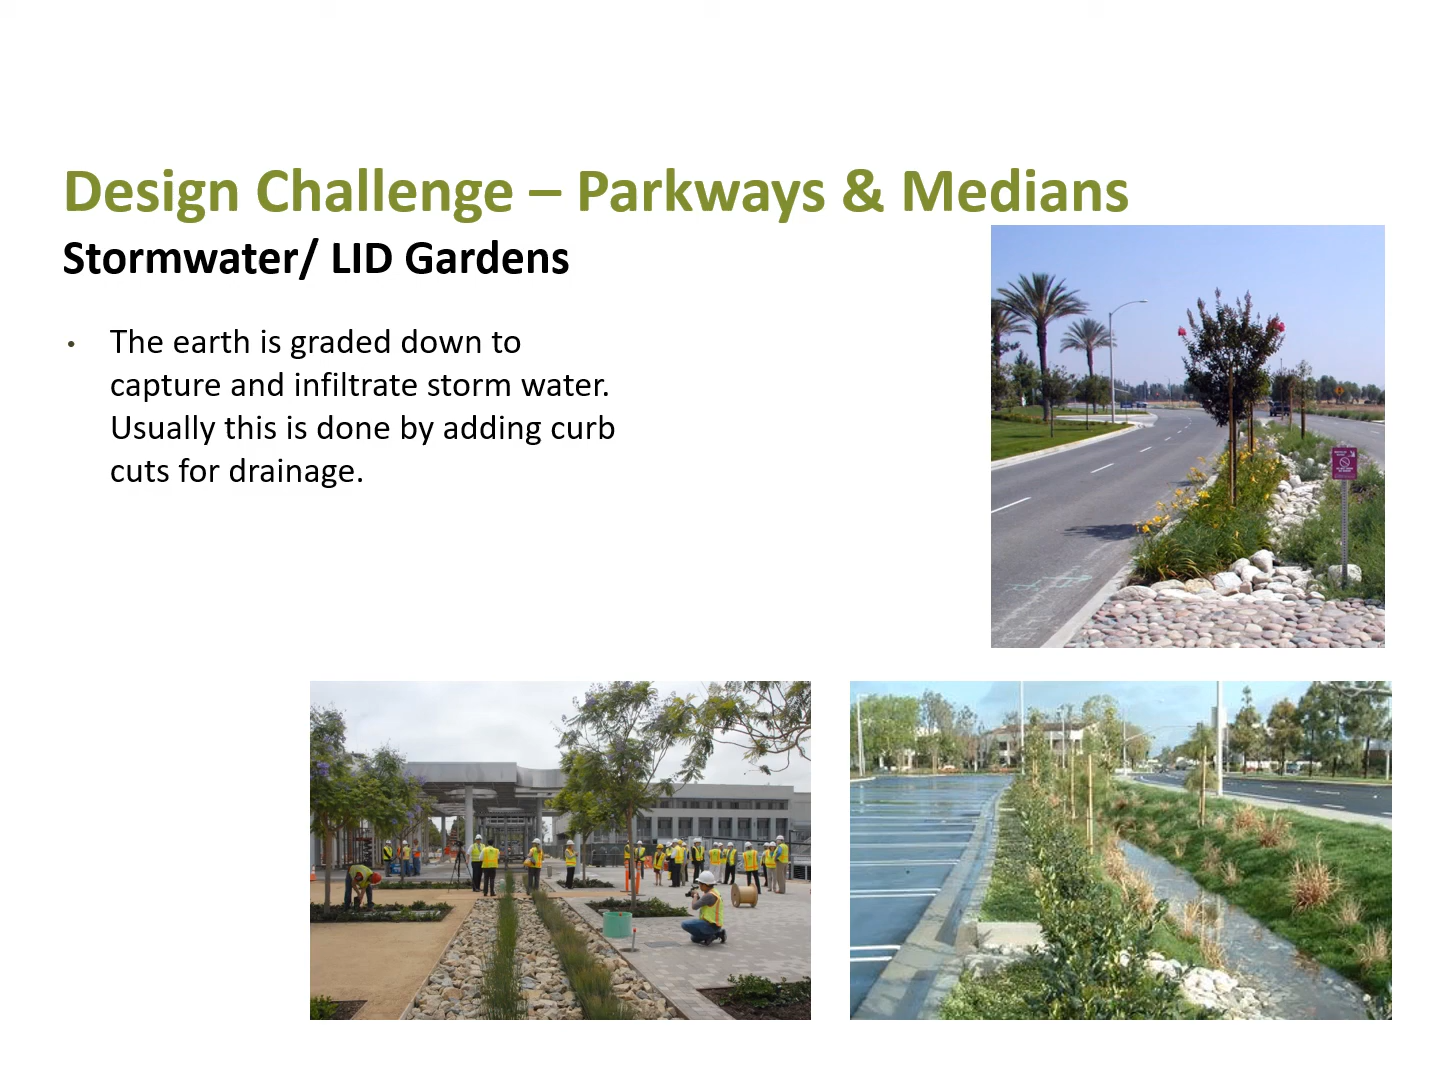 Design Challenge – Parkways & Medians
Stormwater/ LID Gardens
• The earth is graded down to
capture and infiltrate storm water.
Usually this is done by adding curb
cuts for drainage.